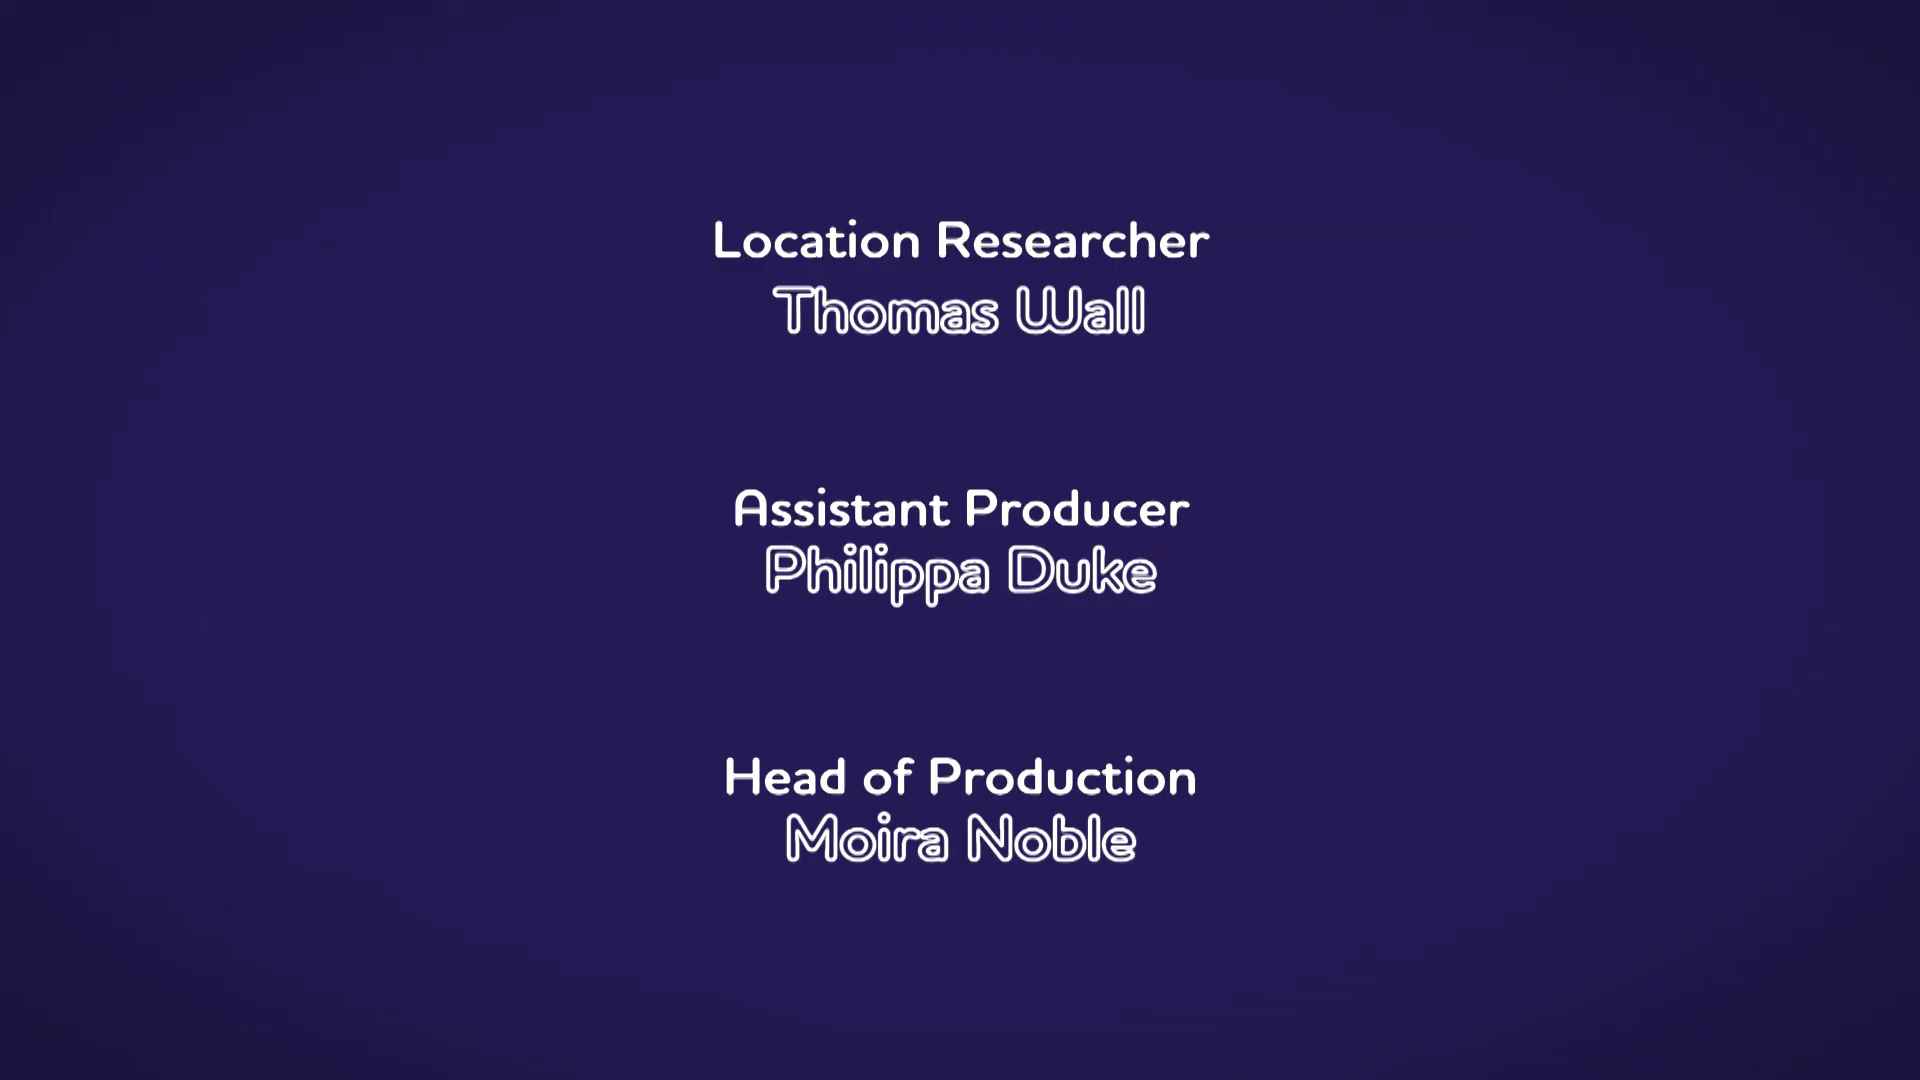 Location Researcher
Thomas Wall
Assistant Producer
Philippa Duke
Head of Production
Moira Noble